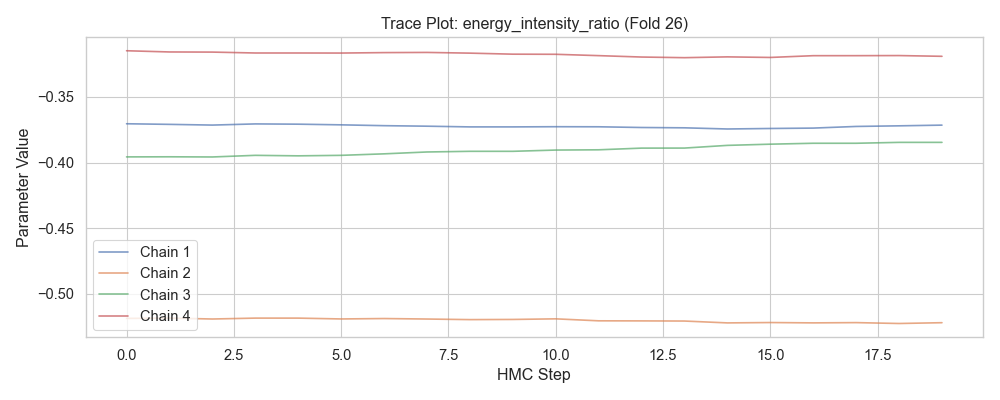 Trace Plot: energy_intensity_ratio (Fold 26)
Parameter Value
−0.35
−0.40
−0.45
−0.50
Chain 1
Chain 2
Chain 3
Chain 4
0.0 2.5 5.0 7.5 10.0 12.5 15.0 17.5
HMC Step